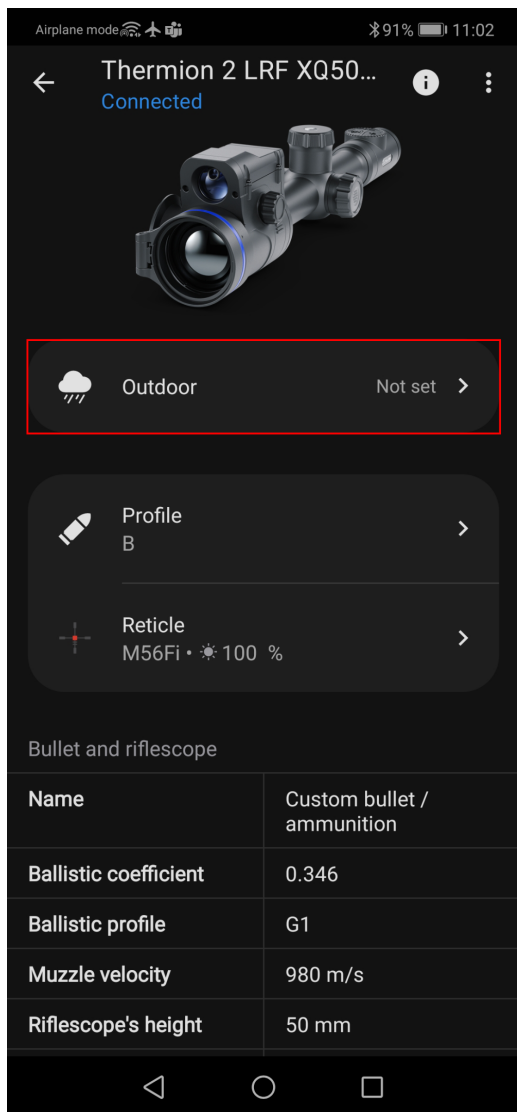 Airplane mode 91% 11:02
Thermion 2 LRF XQ50...
Connected
Outdoor Not set
Profile
B
Reticle
M56Fi • 100 %
Bullet and riflescope
Name Custom bullet /
ammunition
Ballistic coefficient 0.346
Ballistic profile G1
Muzzle velocity 980 m/s
Riflescope's height 50 mm